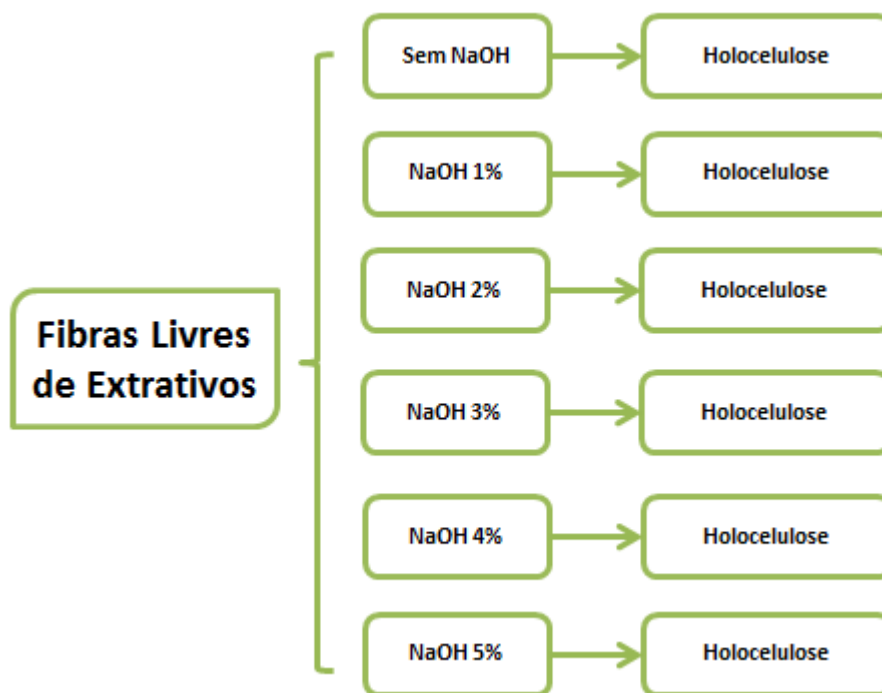 Sem NaOH
Holocelulose
NaOH 1%
Holocelulose
NaOH 2%
Holocelulose
Fibras Livres
de Extrativos
NaOH 3%
Holocelulose
NaOH 4%
Holocelulose
NaOH 5%
Holocelulose